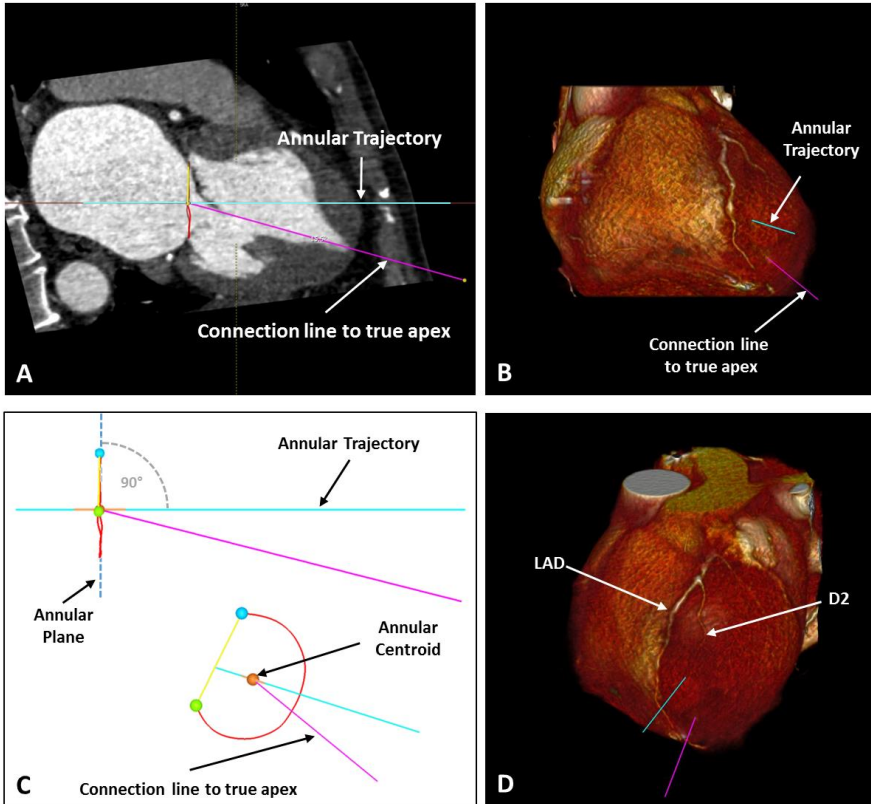 Annular Trajectory
Connection line to true apex
A
Annular
Trajectory
Connection line
to true apex
B
90°
Annular Trajectory
Annular
Plane
Annular
Centroid
Connection line to true apex
C
LAD
D2
D